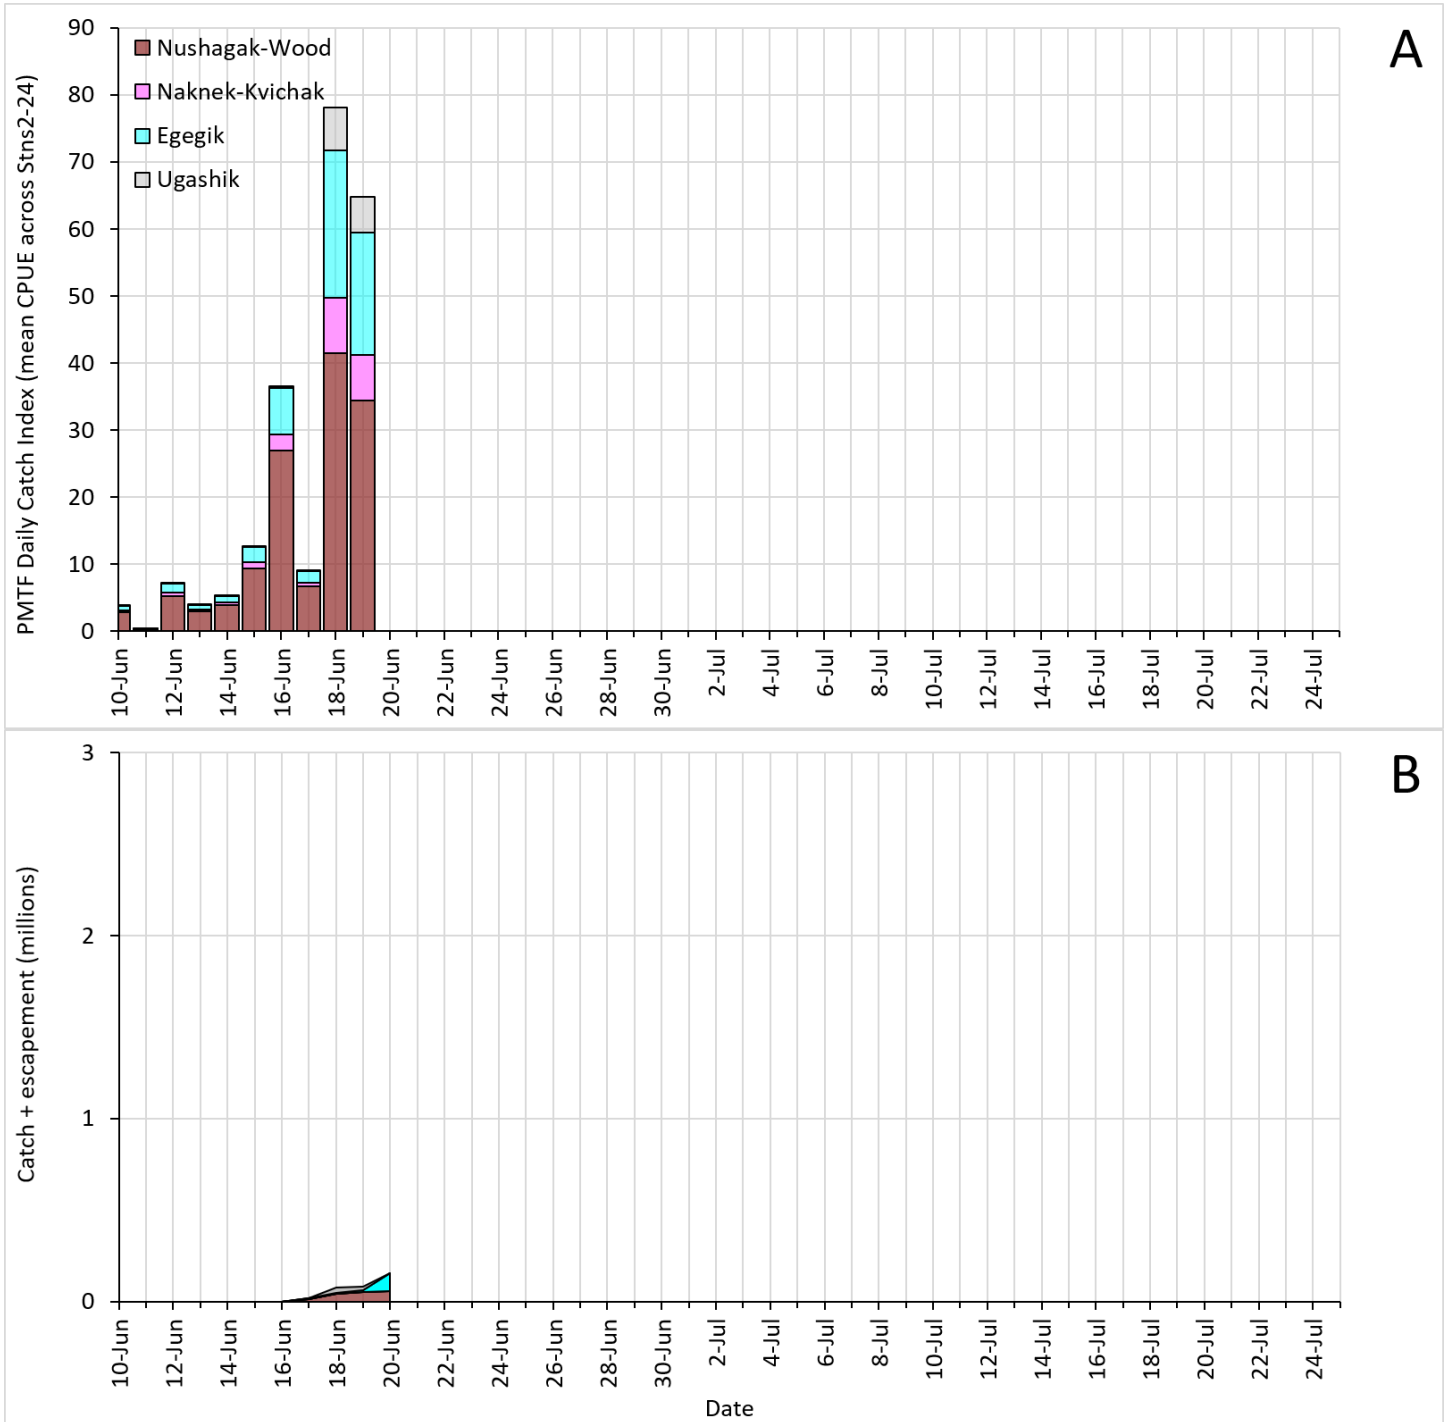 A
PMTF Daily Catch Index (mean CPUE across Stns2-24)
90
80
70
60
50
40
30
20
10
0
Nushagak-Wood
Naknek-Kvichak
Egegik
Ugashik
10-Jun
12-Jun
14-Jun
16-Jun
18-Jun
20-Jun
22-Jun
24-Jun
26-Jun
28-Jun
30-Jun
2-Jul
4-Jul
6-Jul
8-Jul
10-Jul
12-Jul
14-Jul
16-Jul
18-Jul
20-Jul
22-Jul
24-Jul
B
Catch + escapement (millions)
3
2
1
0
10-Jun
12-Jun
14-Jun
16-Jun
18-Jun
20-Jun
22-Jun
24-Jun
26-Jun
28-Jun
30-Jun
2-Jul
4-Jul
6-Jul
8-Jul
10-Jul
12-Jul
14-Jul
16-Jul
18-Jul
20-Jul
22-Jul
24-Jul
Date